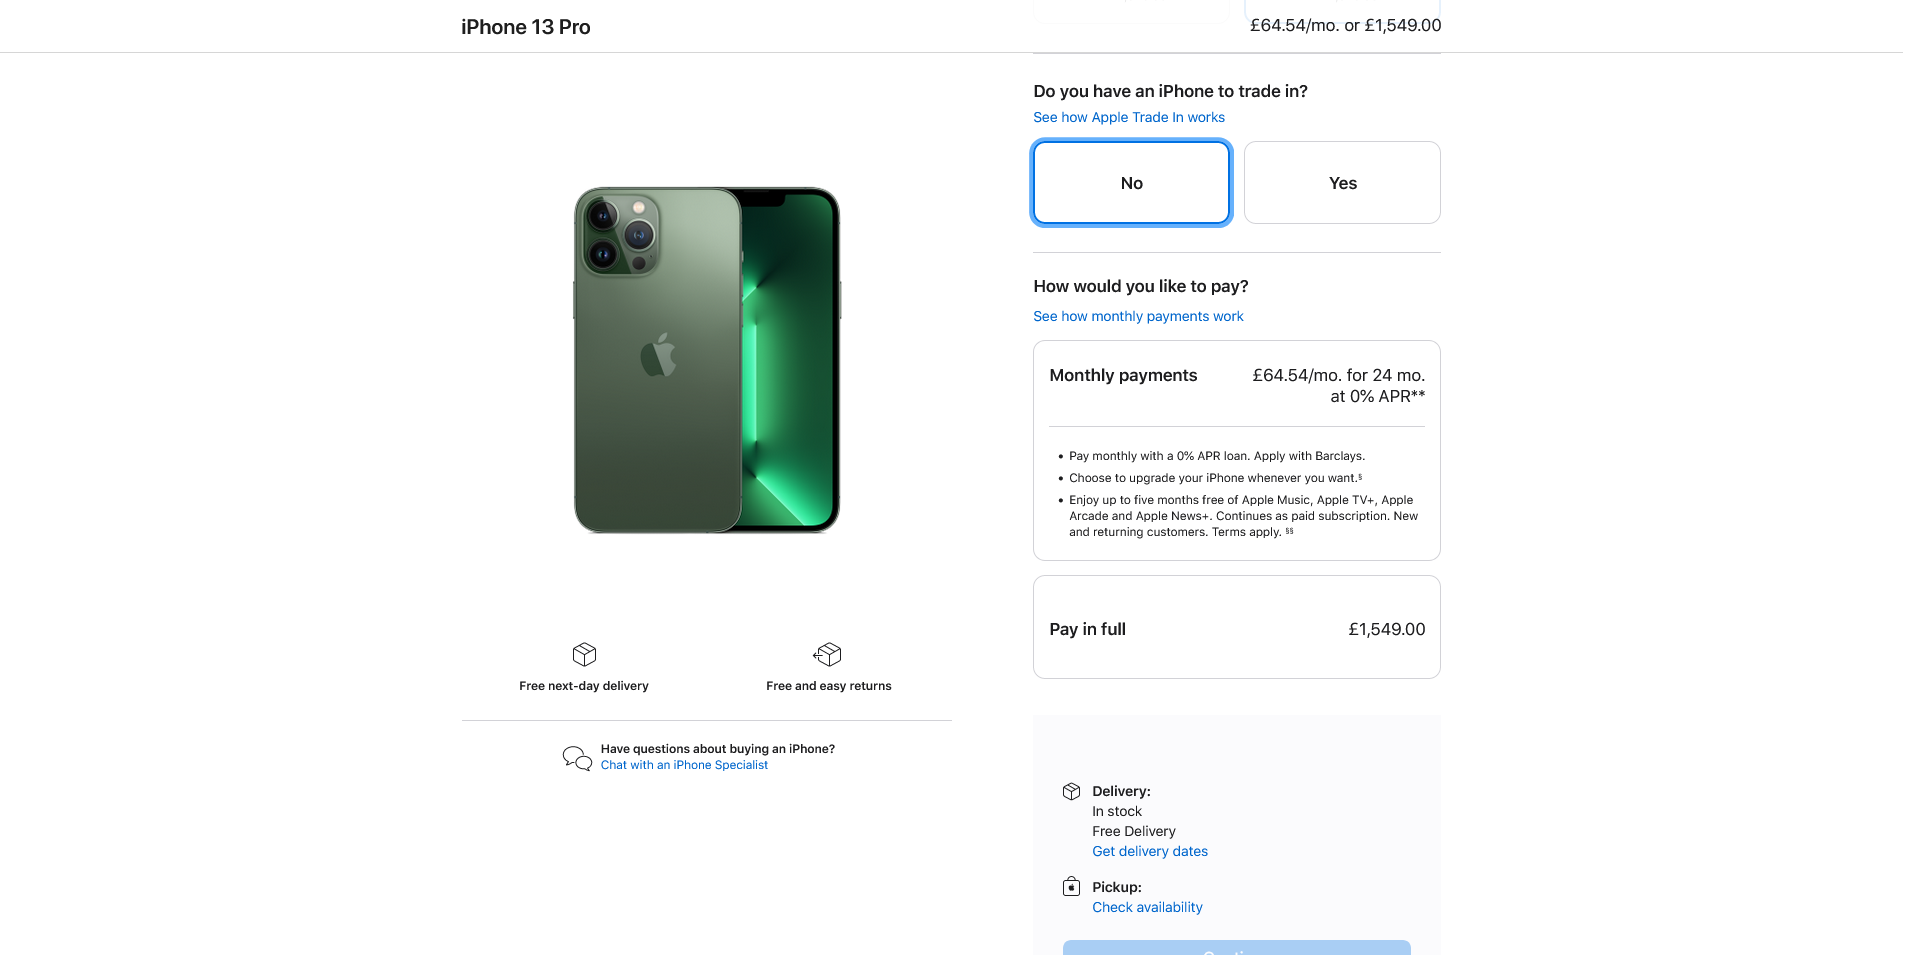 iPhone 13 Pro
£64.54/mo. or £1,549.00
Do you have an iPhone to trade in?
See how Apple Trade In works
No
Yes
How would you like to pay?
See how monthly payments work
Monthly payments
£64.54/mo. for 24 mo.
at 0% APR**
• Pay monthly with a 0% APR loan. Apply with Barclays.
• Choose to upgrade your iPhone whenever you want.§
• Enjoy up to five months free of Apple Music, Apple TV+, Apple
Arcade and Apple News+. Continues as paid subscription. New
and returning customers. Terms apply. §§
Pay in full
£1,549.00
Free next-day delivery
Free and easy returns
Have questions about buying an iPhone?
Chat with an iPhone Specialist
Delivery:
In stock
Free Delivery
Get delivery dates
Pickup:
Check availability